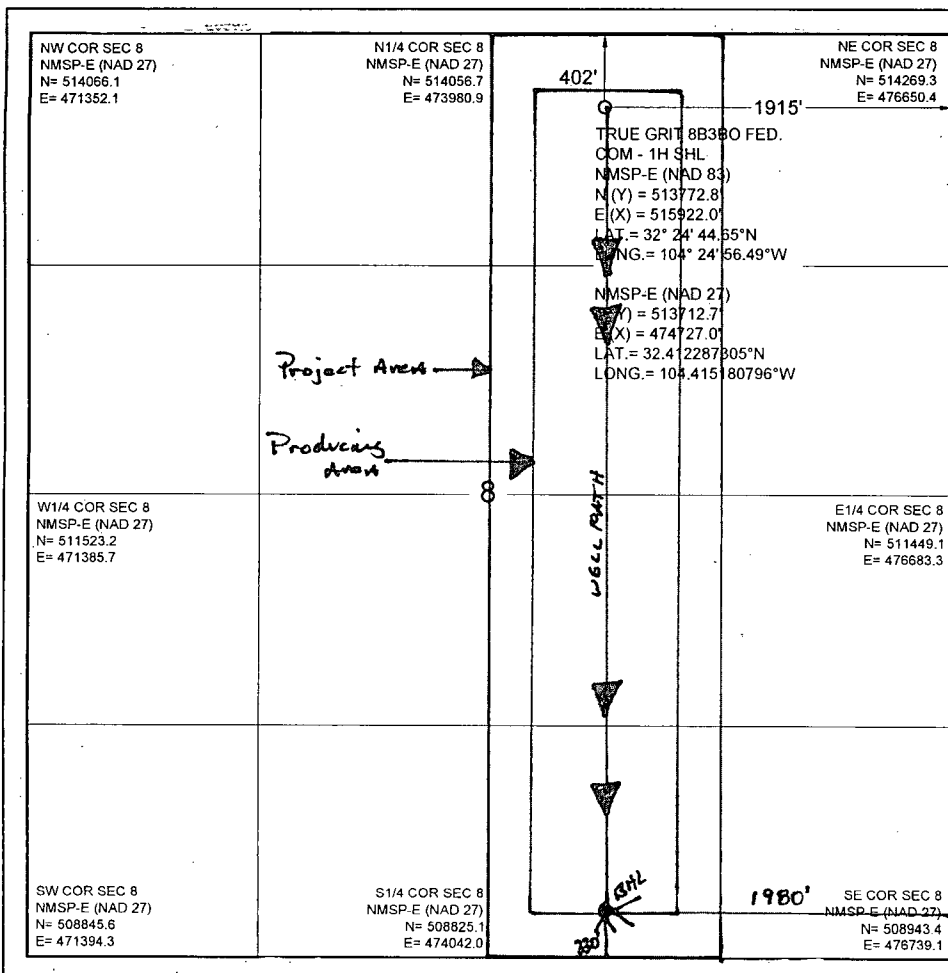 NW COR SEC 8
NMSP-E (NAD 27)
N= 514066.1
E= 471352.1
N1/4 COR SEC 8
NMSP-E (NAD 27)
N= 514056.7
E= 473980.9
NE COR SEC 8
NMSP-E (NAD 27)
N= 514269.3
E= 476650.4
402'
1915'
TRUE GRIT 8B3BO FED.
COM - 1H SHL
NMSP-E (NAD 83)
N (Y) = 513772.8'
E (X) = 515922.0'
LAT.= 32° 24' 44.65"N
LONG.= 104° 24' 56.49"W
NMSP-E (NAD 27)
(Y) = 513712.7'
E (X) = 474727.0'
LAT.= 32.412287305°N
LONG.= 104.415180796°W
Project Area
Producing
Area
WELL PATH
W1/4 COR SEC 8
NMSP-E (NAD 27)
N= 511523.2
E= 471385.7
E1/4 COR SEC 8
NMSP-E (NAD 27)
N= 511449.1
E= 476683.3
SW COR SEC 8
NMSP-E (NAD 27)
N= 508845.6
E= 471394.3
S1/4 COR SEC 8
NMSP-E (NAD 27)
N= 508825.1
E= 474042.0
BHL
220'
1980'
SE COR SEC 8
NMSP-E (NAD 27)
N= 508943.4
E= 476739.1